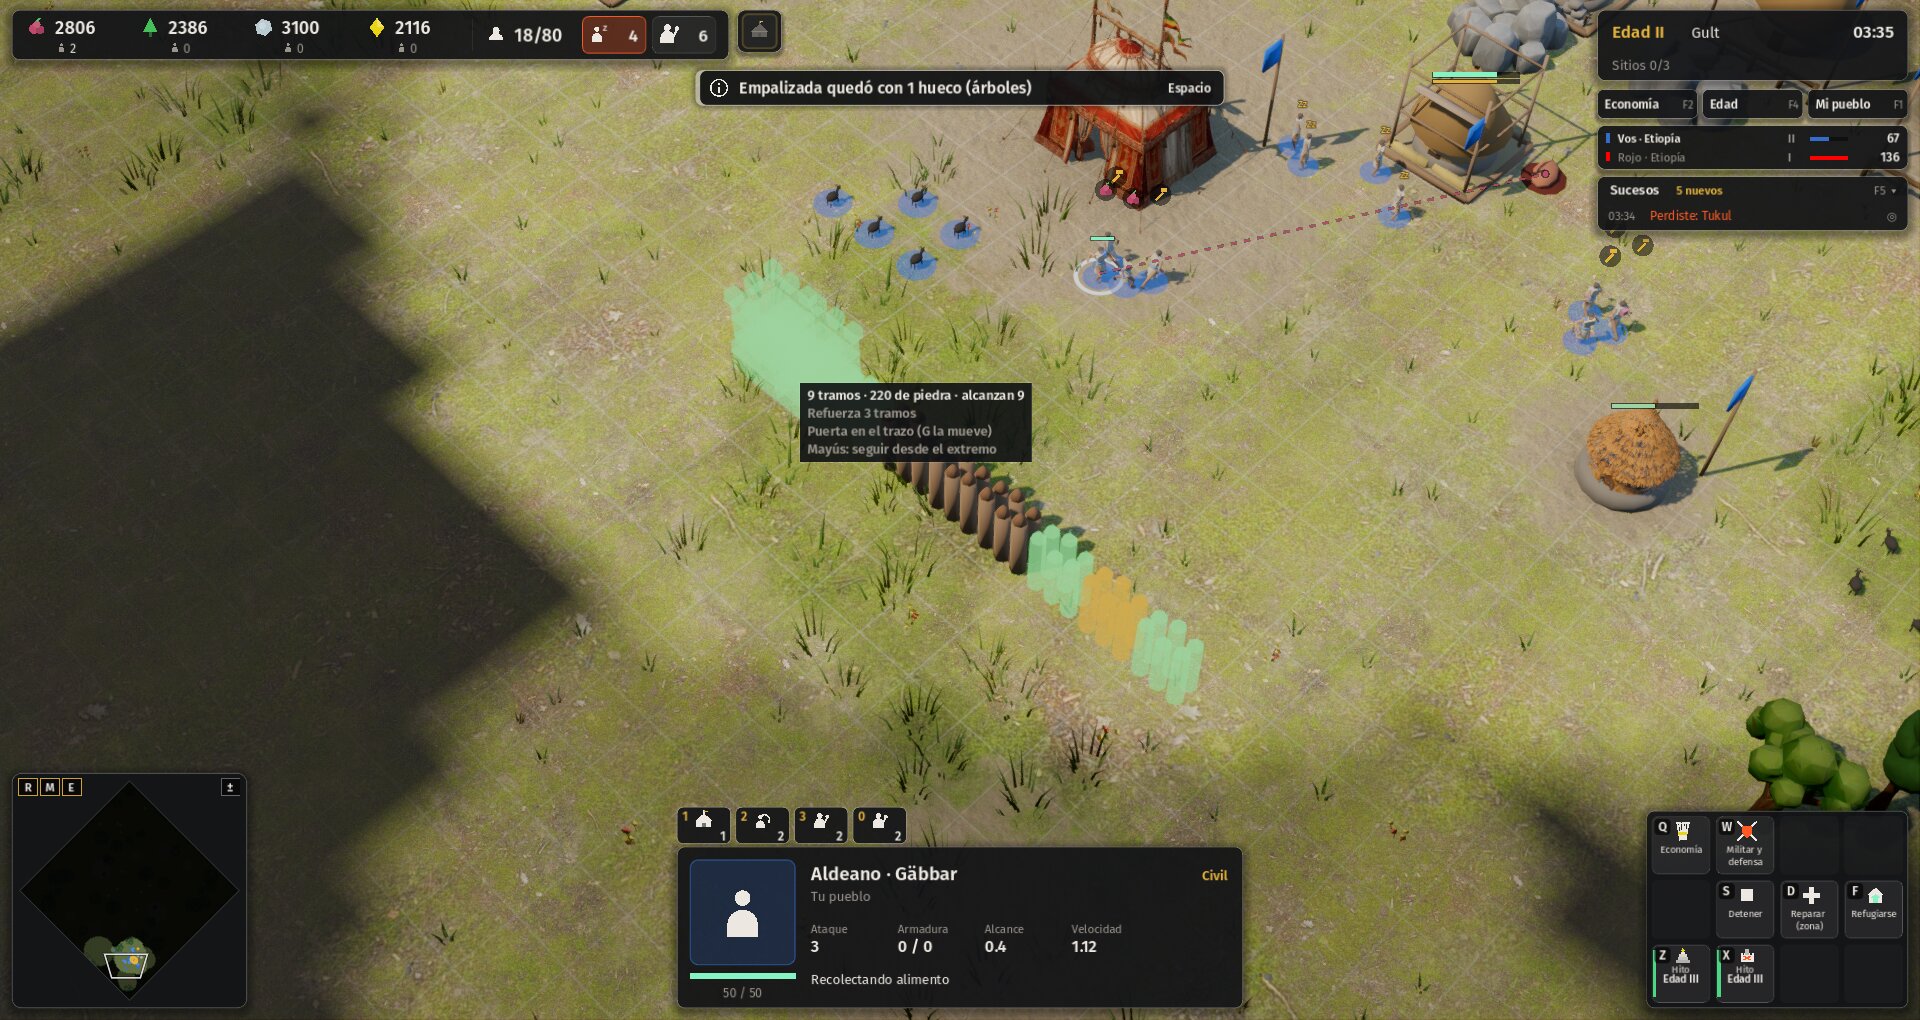 2806
2
2386
0
3100
0
2116
0
18/80
z 4
6
Empalizada quedó con 1 hueco (árboles)
Espacio
Edad II Gult 03:35
Sitios 0/3
Economía F2
Edad F4
Mi pueblo F1
Vos · Etiopía II 67
Rojo · Etiopía I 136
Sucesos 5 nuevos F5
03:34 Perdiste: Tukul
zz
zz
zz
zz
9 tramos · 220 de piedra · alcanzan 9
Refuerza 3 tramos
Puerta en el trazo (G la mueve)
Mayús: seguir desde el extremo
R M E ±
1 1
2 2
3 2
0 2
Aldeano · Gäbbar
Civil
Tu pueblo
Ataque Armadura Alcance Velocidad
3 0 / 0 0.4 1.12
Recolectando alimento
50 / 50
Q Economía
W Militar y defensa
S Detener
D Reparar (zona)
F Refugiarse
Z Hito Edad III
X Hito Edad III